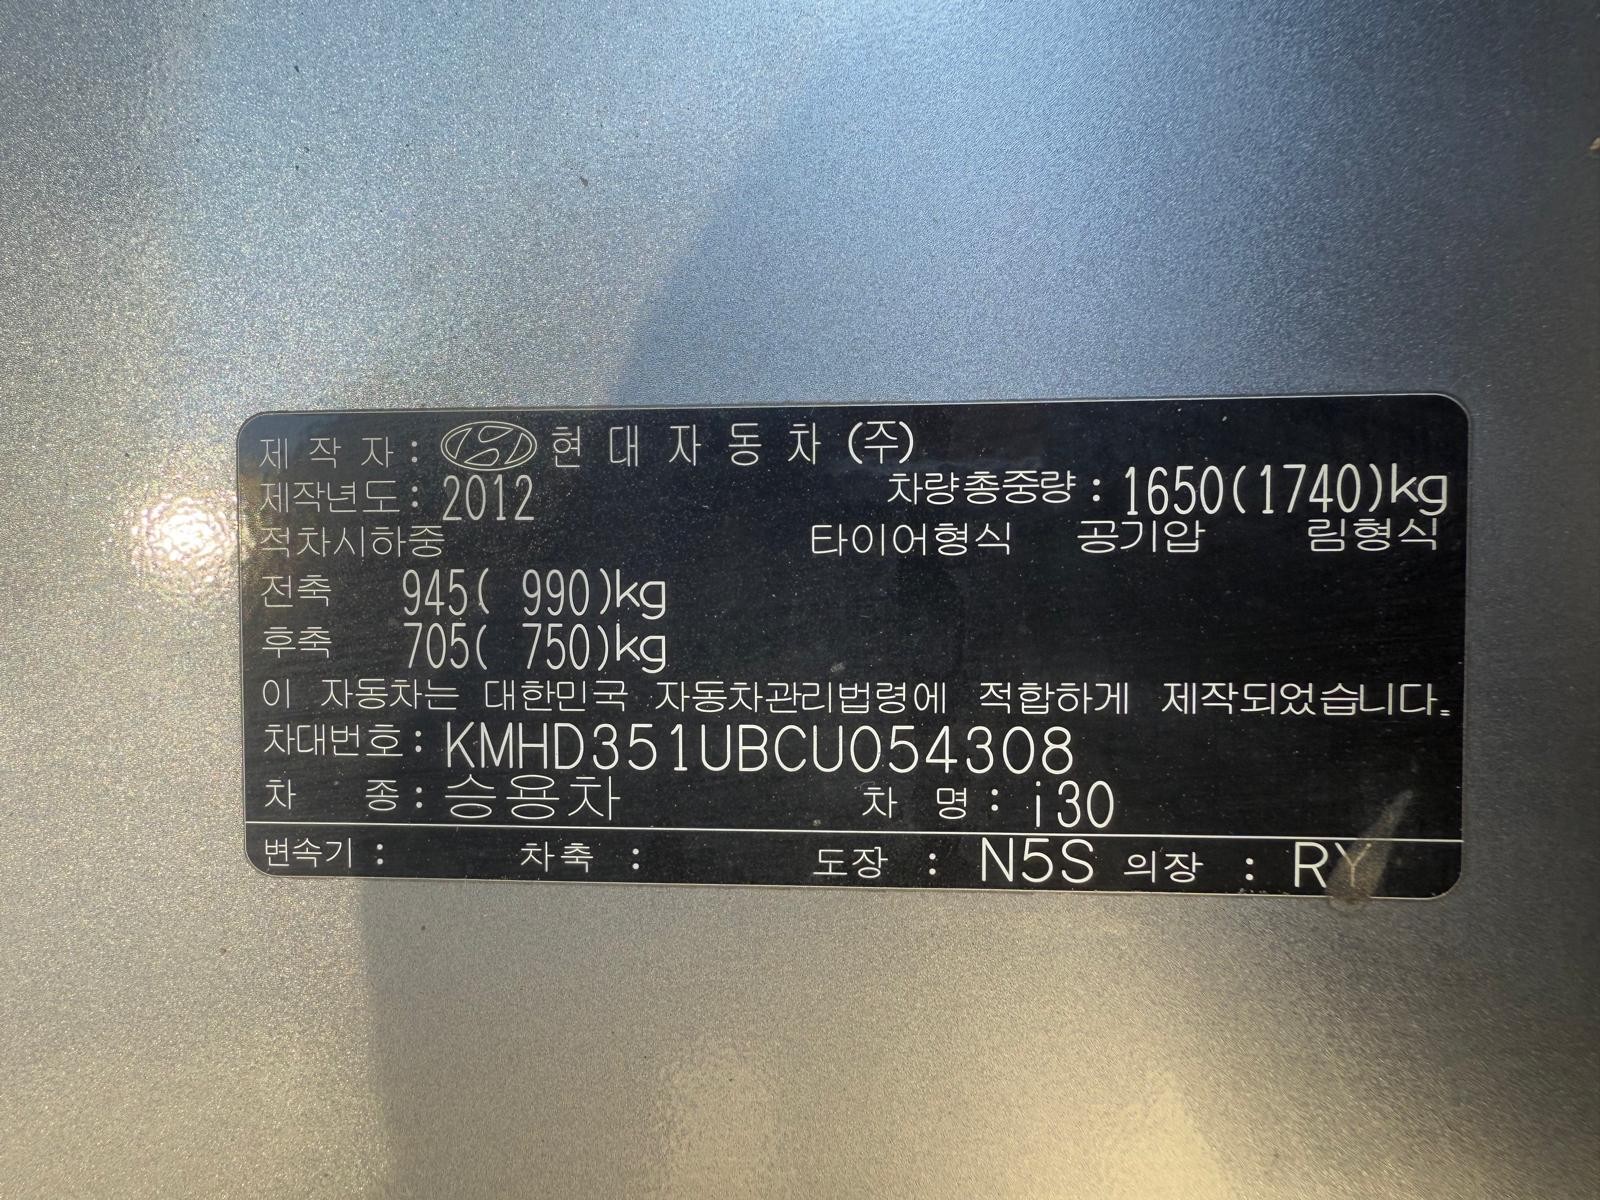 제 작 자 : 현 대 자 동 차 (주)
제작년도 : 2012 차량총중량 : 1650(1740)kg
적차시하중 타이어형식 공기압 림형식
전축 945( 990)kg
후축 705( 750)kg
이 자동차는 대한민국 자동차관리법령에 적합하게 제작되었습니다.
차대번호 : KMHD351UBCU054308
차 종 : 승용차 차 명 : i30
변속기 : 차축 : 도장 : N5S 의장 : RY